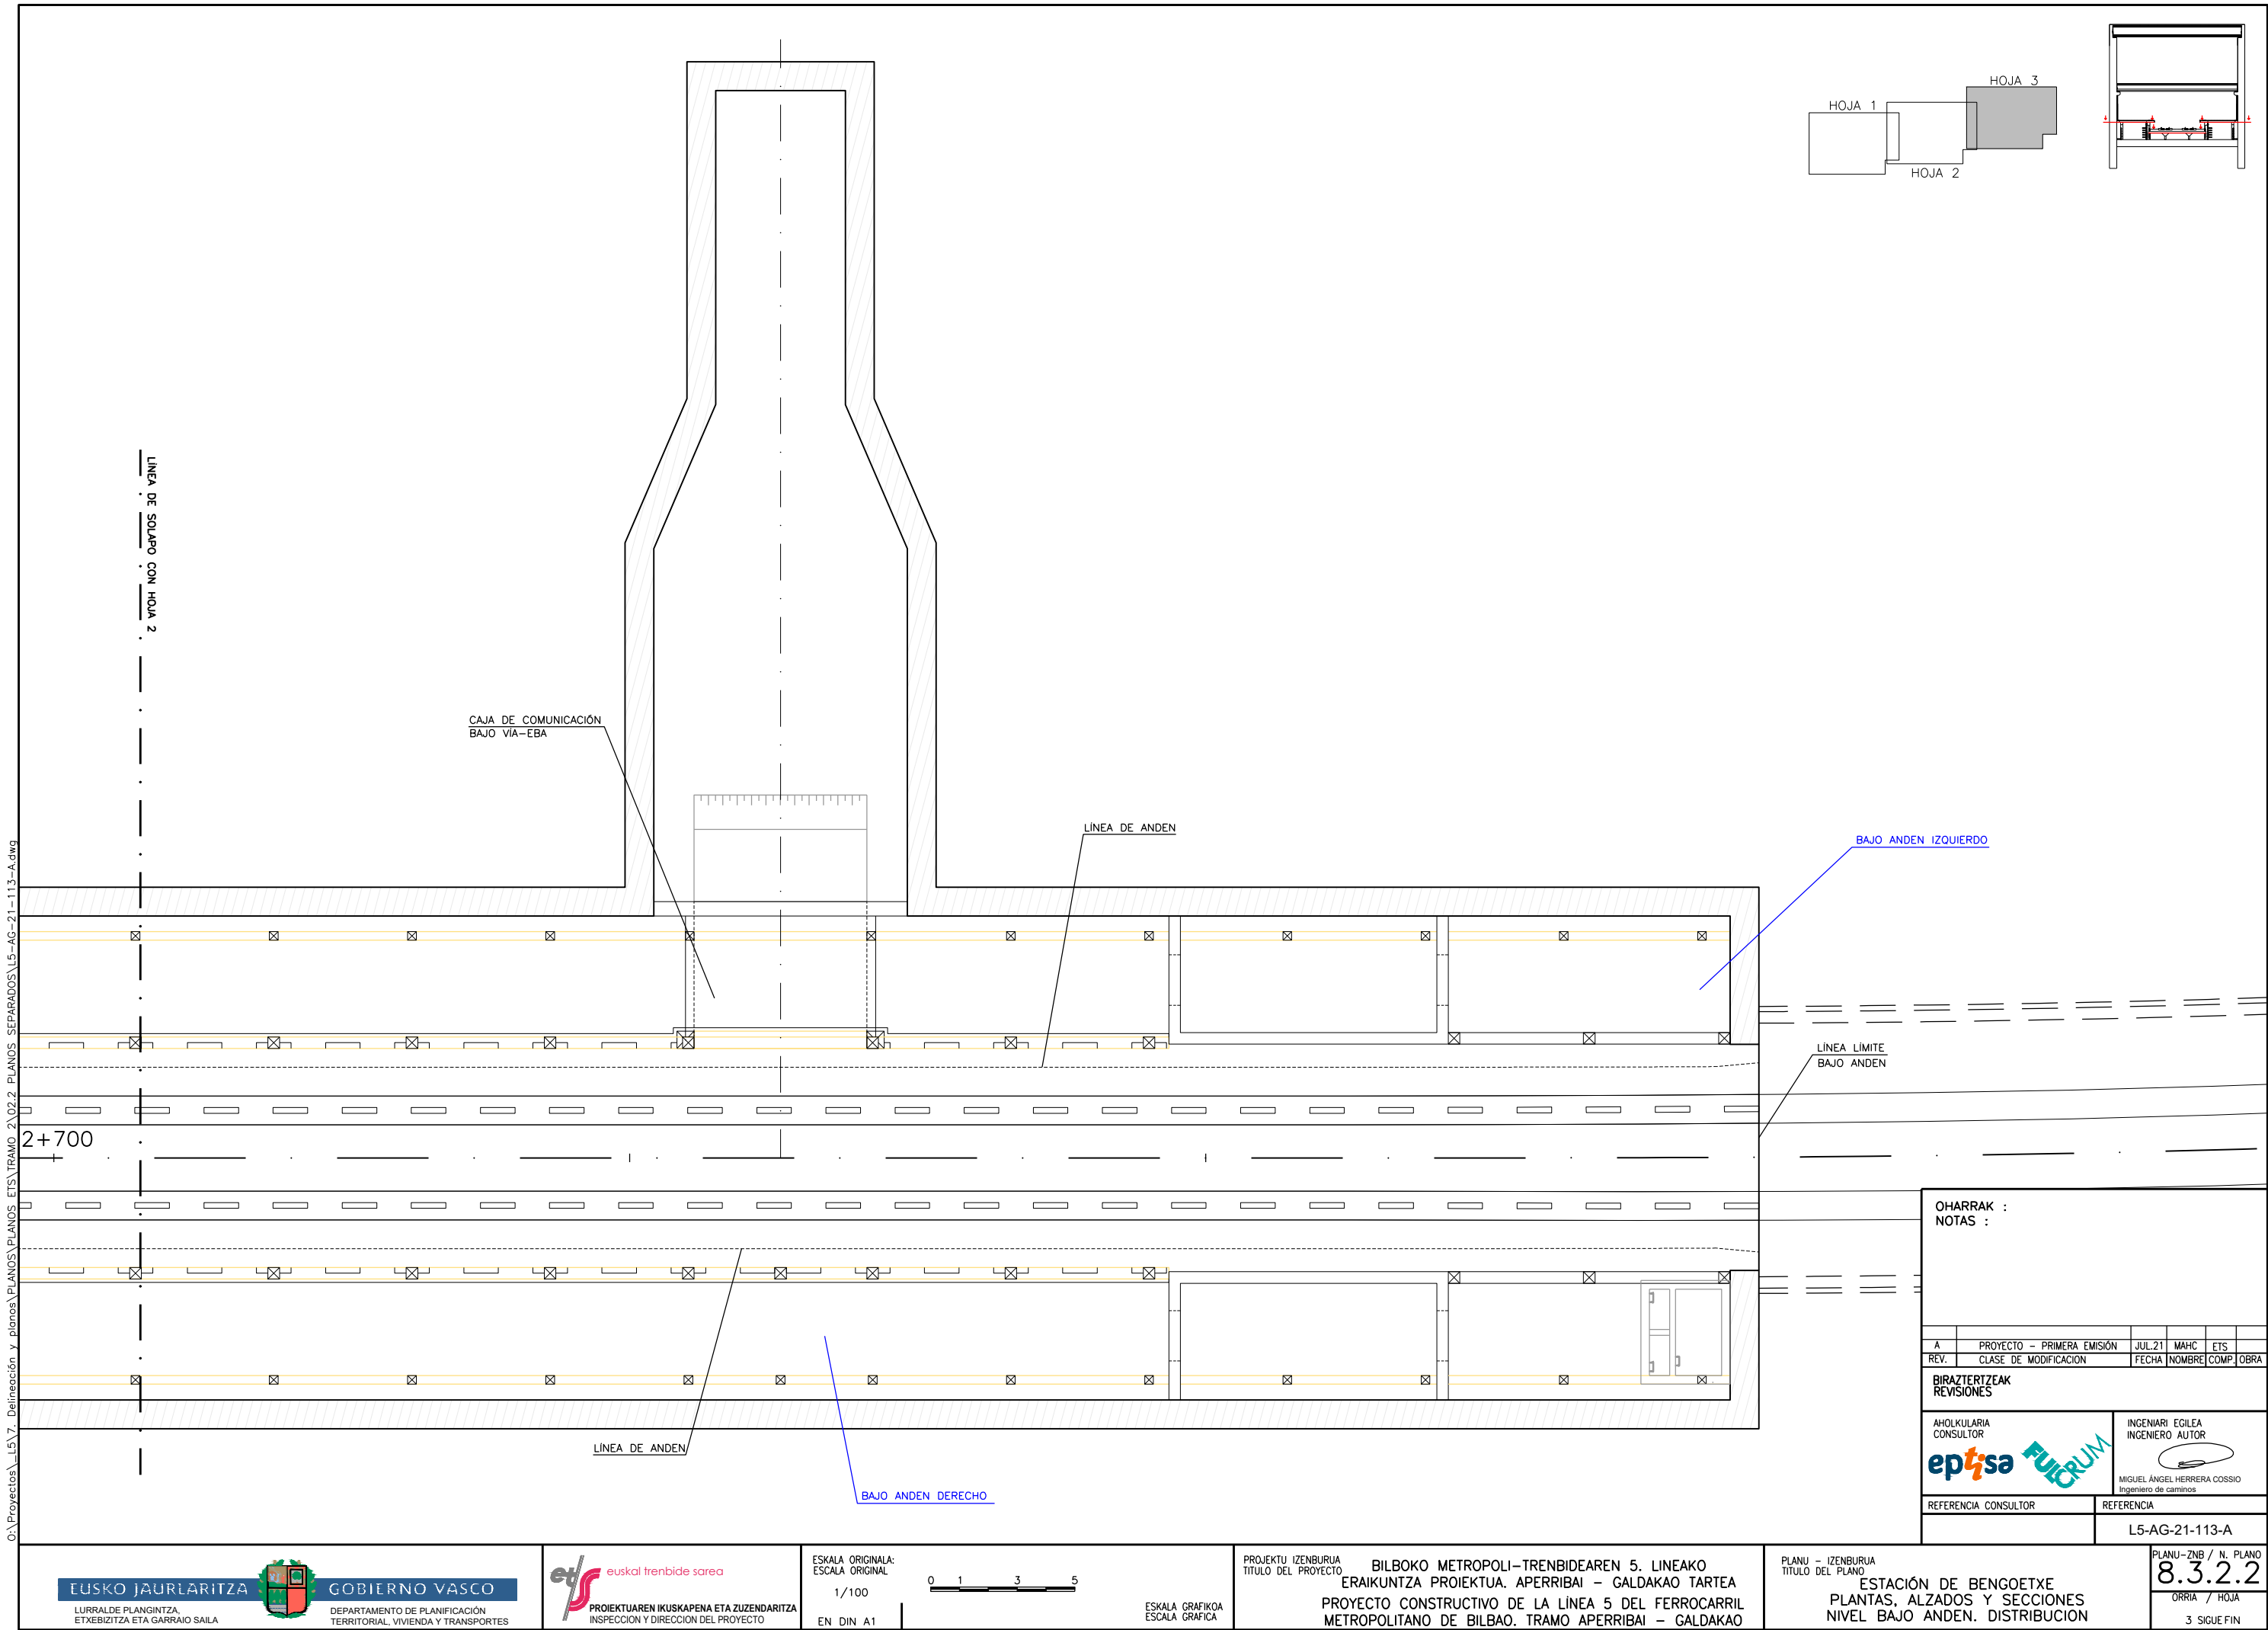 HOJA 1
HOJA 3
HOJA 2
LÍNEA DE SOLAPO CON HOJA 2
CAJA DE COMUNICACIÓN
BAJO VÍA-EBA
LÍNEA DE ANDEN
BAJO ANDEN IZQUIERDO
LÍNEA LÍMITE
BAJO ANDEN
2+700
LÍNEA DE ANDEN
BAJO ANDEN DERECHO
O:\Proyectos\_L5\7. Delineación y planos\PLANOS\PLANOS ETS\TRAMO 2\02.2 PLANOS SEPARADOS\L5-AG-21-113-A.dwg
OHARRAK :
NOTAS :
A PROYECTO - PRIMERA EMISIÓN JUL.21 MAHC ETS
REV. CLASE DE MODIFICACION FECHA NOMBRE COMP. OBRA
BIRAZTERTZEAK
REVISIONES
AHOLKULARIA
CONSULTOR
eptisa FULCRUM
INGENIARI EGILEA
INGENIERO AUTOR
MIGUEL ÁNGEL HERRERA COSSIO
Ingeniero de caminos
REFERENCIA CONSULTOR
REFERENCIA
L5-AG-21-113-A
EUSKO JAURLARITZA GOBIERNO VASCO
LURRALDE PLANGINTZA,
ETXEBIZITZA ETA GARRAIO SAILA
DEPARTAMENTO DE PLANIFICACIÓN
TERRITORIAL, VIVIENDA Y TRANSPORTES
ets euskal trenbide sarea
PROIEKTUAREN IKUSKAPENA ETA ZUZENDARITZA
INSPECCION Y DIRECCION DEL PROYECTO
ESKALA ORIGINALA:
ESCALA ORIGINAL
1/100
EN DIN A1
0 1 3 5
ESKALA GRAFIKOA
ESCALA GRAFICA
PROJEKTU IZENBURUA
TITULO DEL PROYECTO
BILBOKO METROPOLI-TRENBIDEAREN 5. LINEAKO
ERAIKUNTZA PROIEKTUA. APERRIBAI - GALDAKAO TARTEA
PROYECTO CONSTRUCTIVO DE LA LÍNEA 5 DEL FERROCARRIL
METROPOLITANO DE BILBAO. TRAMO APERRIBAI - GALDAKAO
PLANU - IZENBURUA
TITULO DEL PLANO
ESTACIÓN DE BENGOETXE
PLANTAS, ALZADOS Y SECCIONES
NIVEL BAJO ANDEN. DISTRIBUCION
PLANU-ZNB / N. PLANO
8.3.2.2
ORRIA / HOJA
3 SIGUE FIN